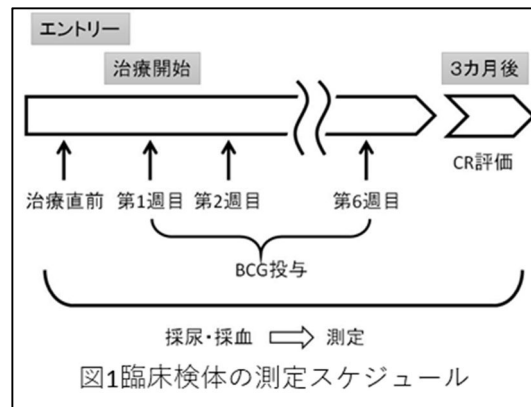 エントリー
治療開始
3カ月後
CR評価
治療直前 第1週目 第2週目 第6週目
BCG投与
採尿・採血 測定
図1臨床検体の測定スケジュール